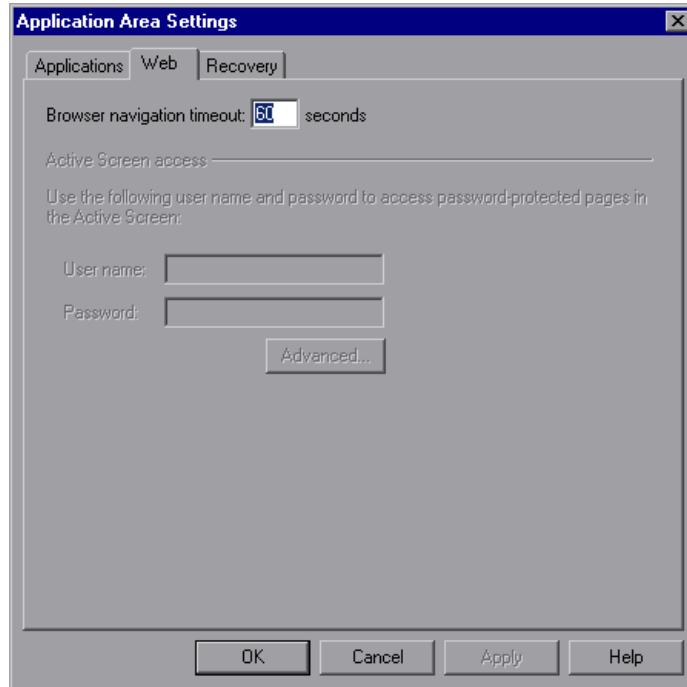 Application Area Settings
Applications Web Recovery
Browser navigation timeout: 60 seconds
Active Screen access
Use the following user name and password to access password-protected pages in
the Active Screen:
User name:
Password:
Advanced...
OK Cancel Apply Help